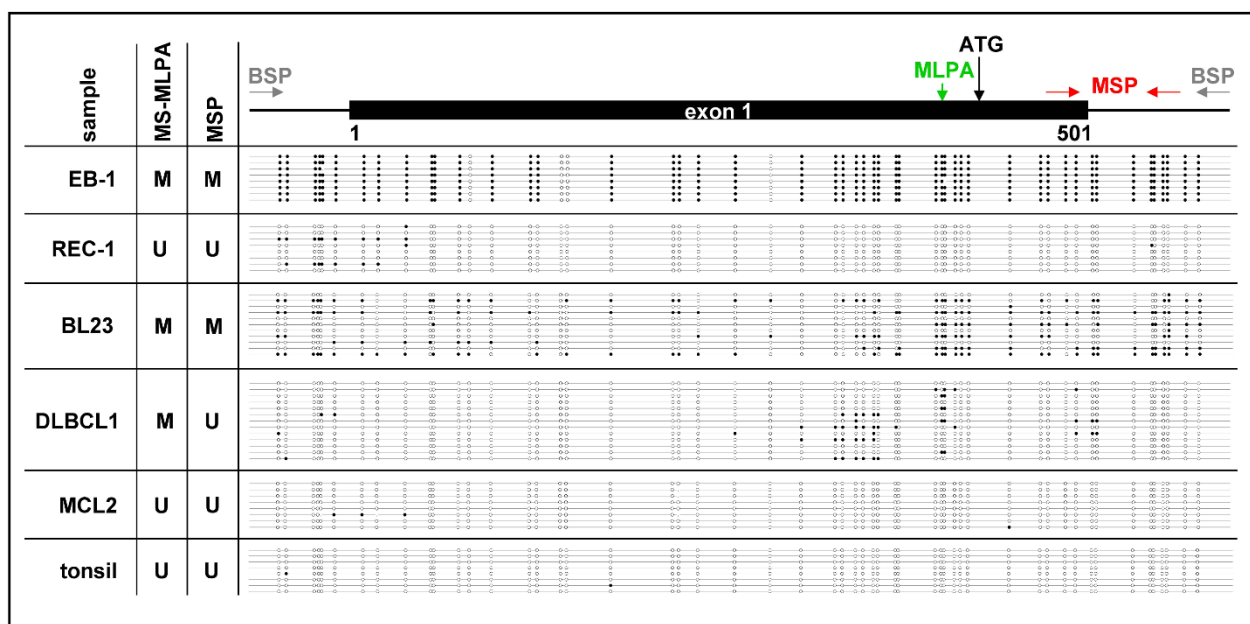 sample MS-MLPA MSP
BSP MLPA ATG MSP BSP
exon 1
1 501
EB-1 M M
REC-1 U U
BL23 M M
DLBCL1 M U
MCL2 U U
tonsil U U